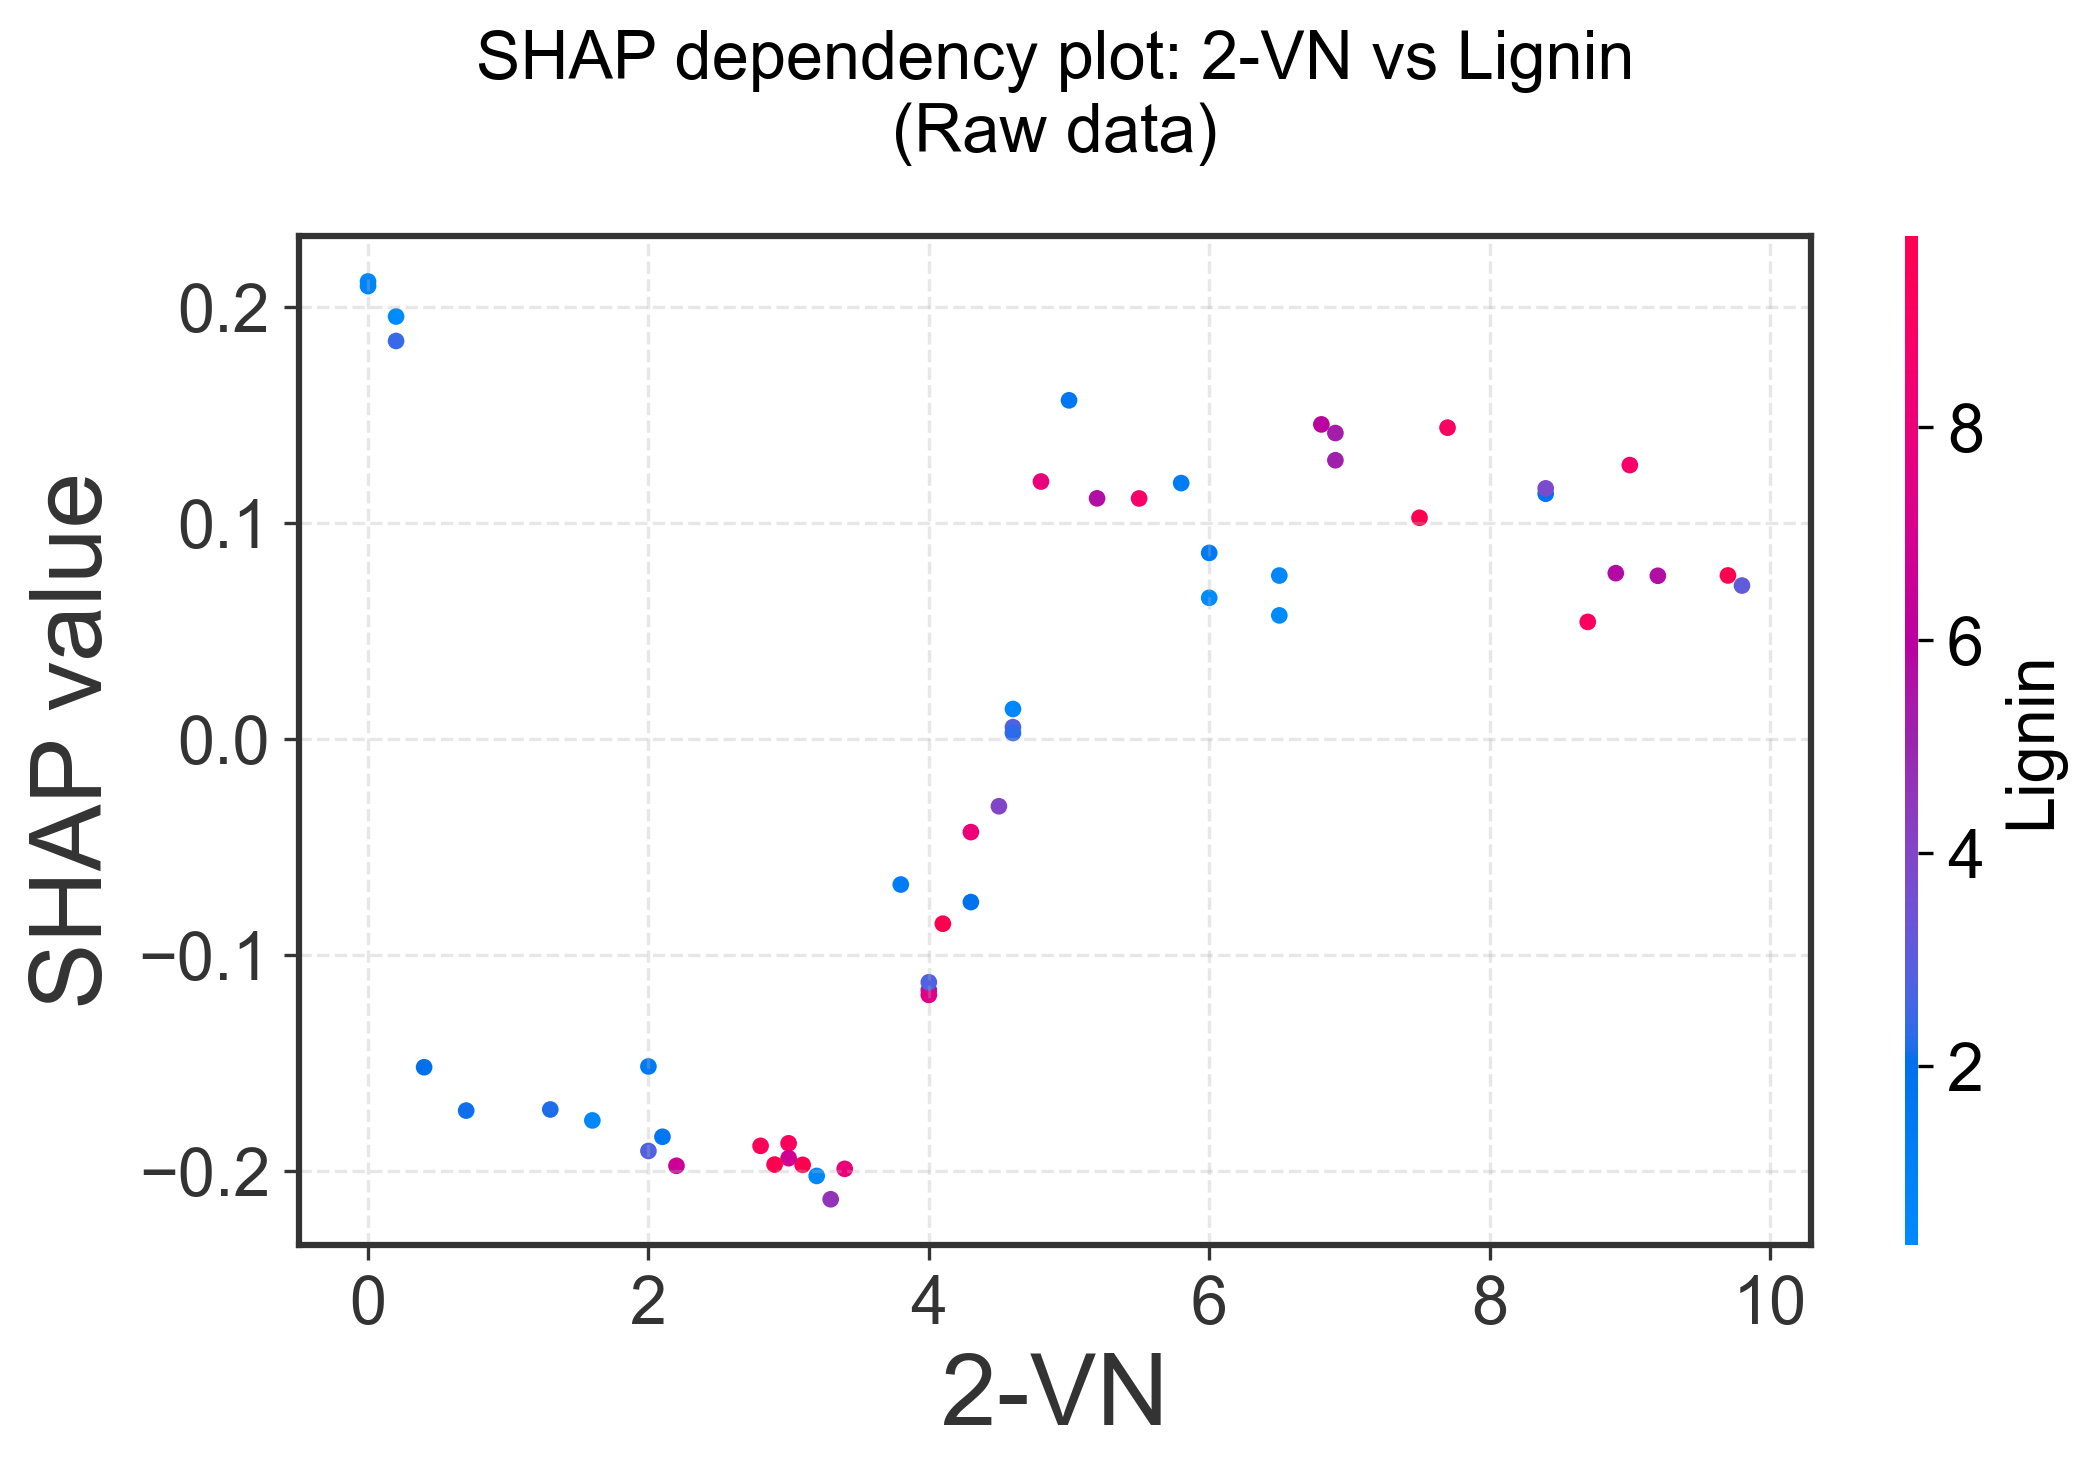 SHAP dependency plot: 2-VN vs Lignin
(Raw data)
SHAP value
0.2
0.1
0.0
−0.1
−0.2
0 2 4 6 8 10
2-VN
8
6
4
2
Lignin